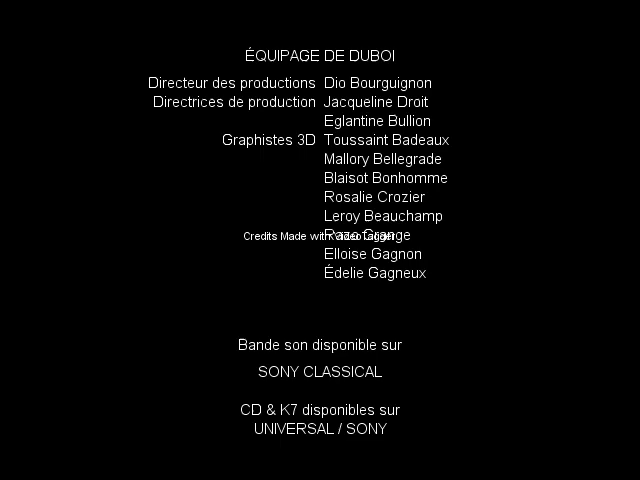 ÉQUIPAGE DE DUBOI
Directeur des productions Dio Bourguignon
Directrices de production Jacqueline Droit
Eglantine Bullion
Graphistes 3D Toussaint Badeaux
Mallory Bellegrade
Blaisot Bonhomme
Rosalie Crozier
Leroy Beauchamp
Credits Made with VideoTagger
Grange
Elloise Gagnon
Édelie Gagneux
Bande son disponible sur
SONY CLASSICAL
CD & K7 disponibles sur
UNIVERSAL / SONY